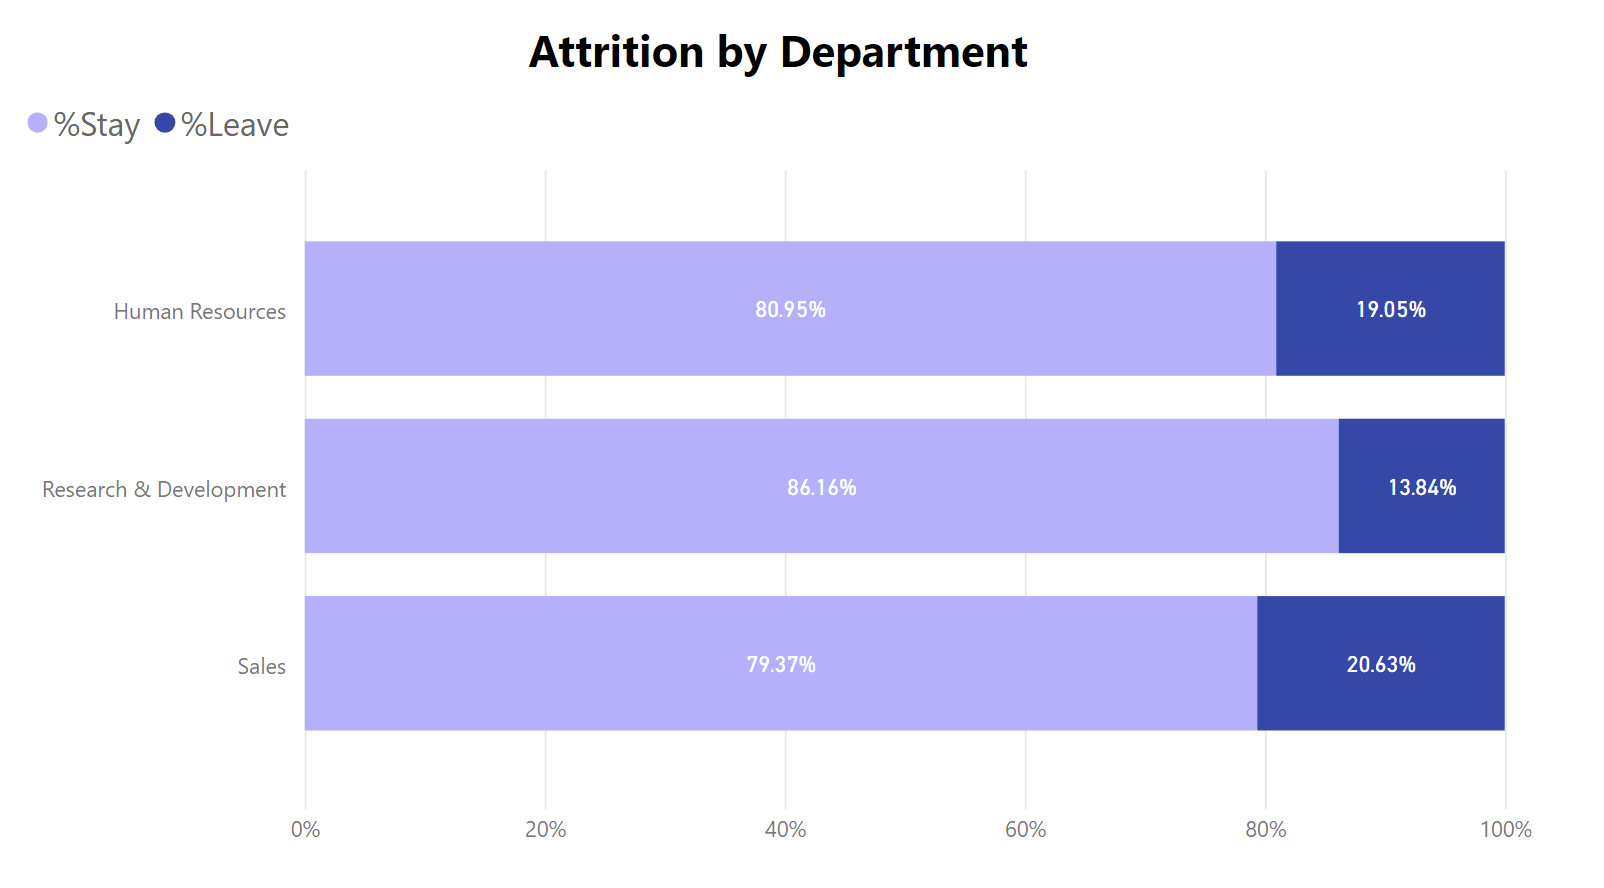 Attrition by Department
%Stay %Leave
Human Resources 80.95% 19.05%
Research & Development 86.16% 13.84%
Sales 79.37% 20.63%
0% 20% 40% 60% 80% 100%